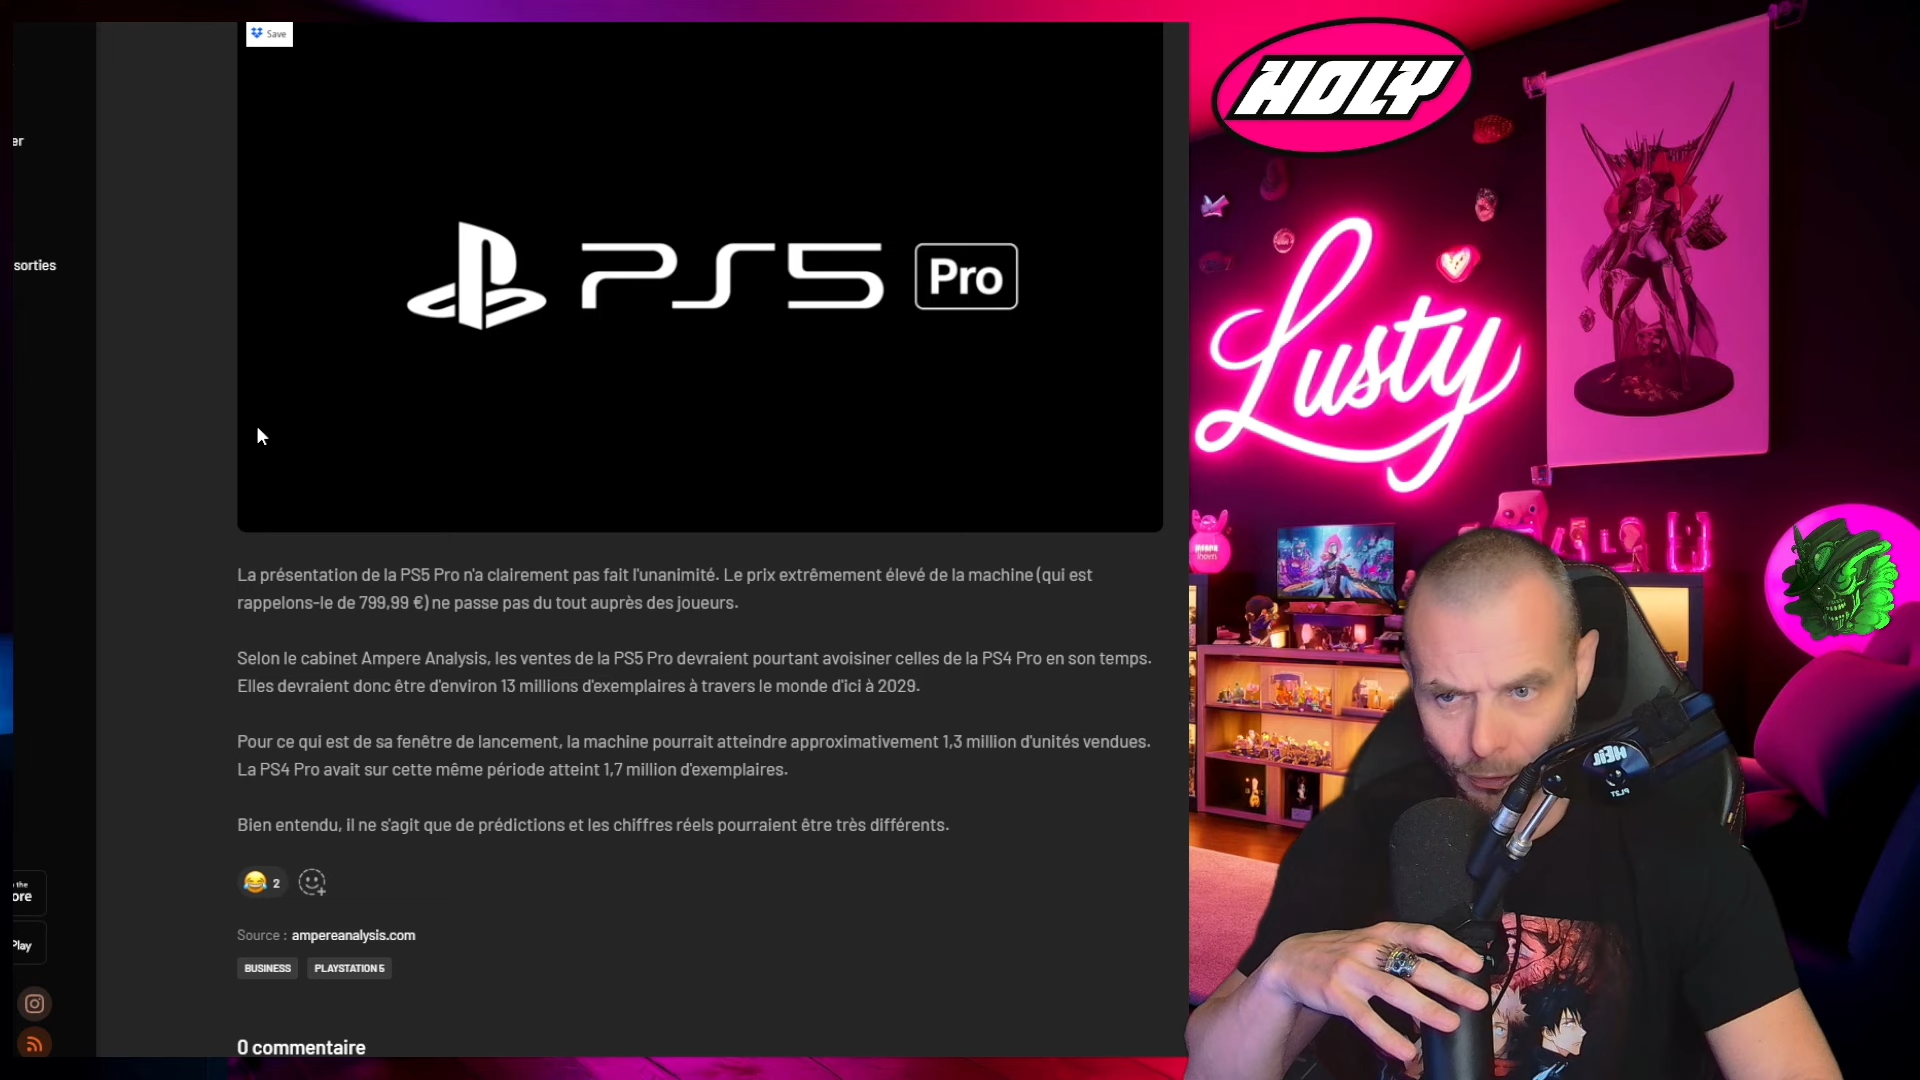 Save
HOLY
er
sorties
PS5 Pro
Lusty
La présentation de la PS5 Pro n'a clairement pas fait l'unanimité. Le prix extrêmement élevé de la machine (qui est
rappelons-le de 799,99 €) ne passe pas du tout auprès des joueurs.
Selon le cabinet Ampere Analysis, les ventes de la PS5 Pro devraient pourtant avoisiner celles de la PS4 Pro en son temps.
Elles devraient donc être d'environ 13 millions d'exemplaires à travers le monde d'ici à 2029.
Pour ce qui est de sa fenêtre de lancement, la machine pourrait atteindre approximativement 1,3 million d'unités vendues.
La PS4 Pro avait sur cette même période atteint 1,7 million d'exemplaires.
Bien entendu, il ne s'agit que de prédictions et les chiffres réels pourraient être très différents.
2
the
ore
Play
Source : ampereanalysis.com
BUSINESS PLAYSTATION 5
0 commentaire